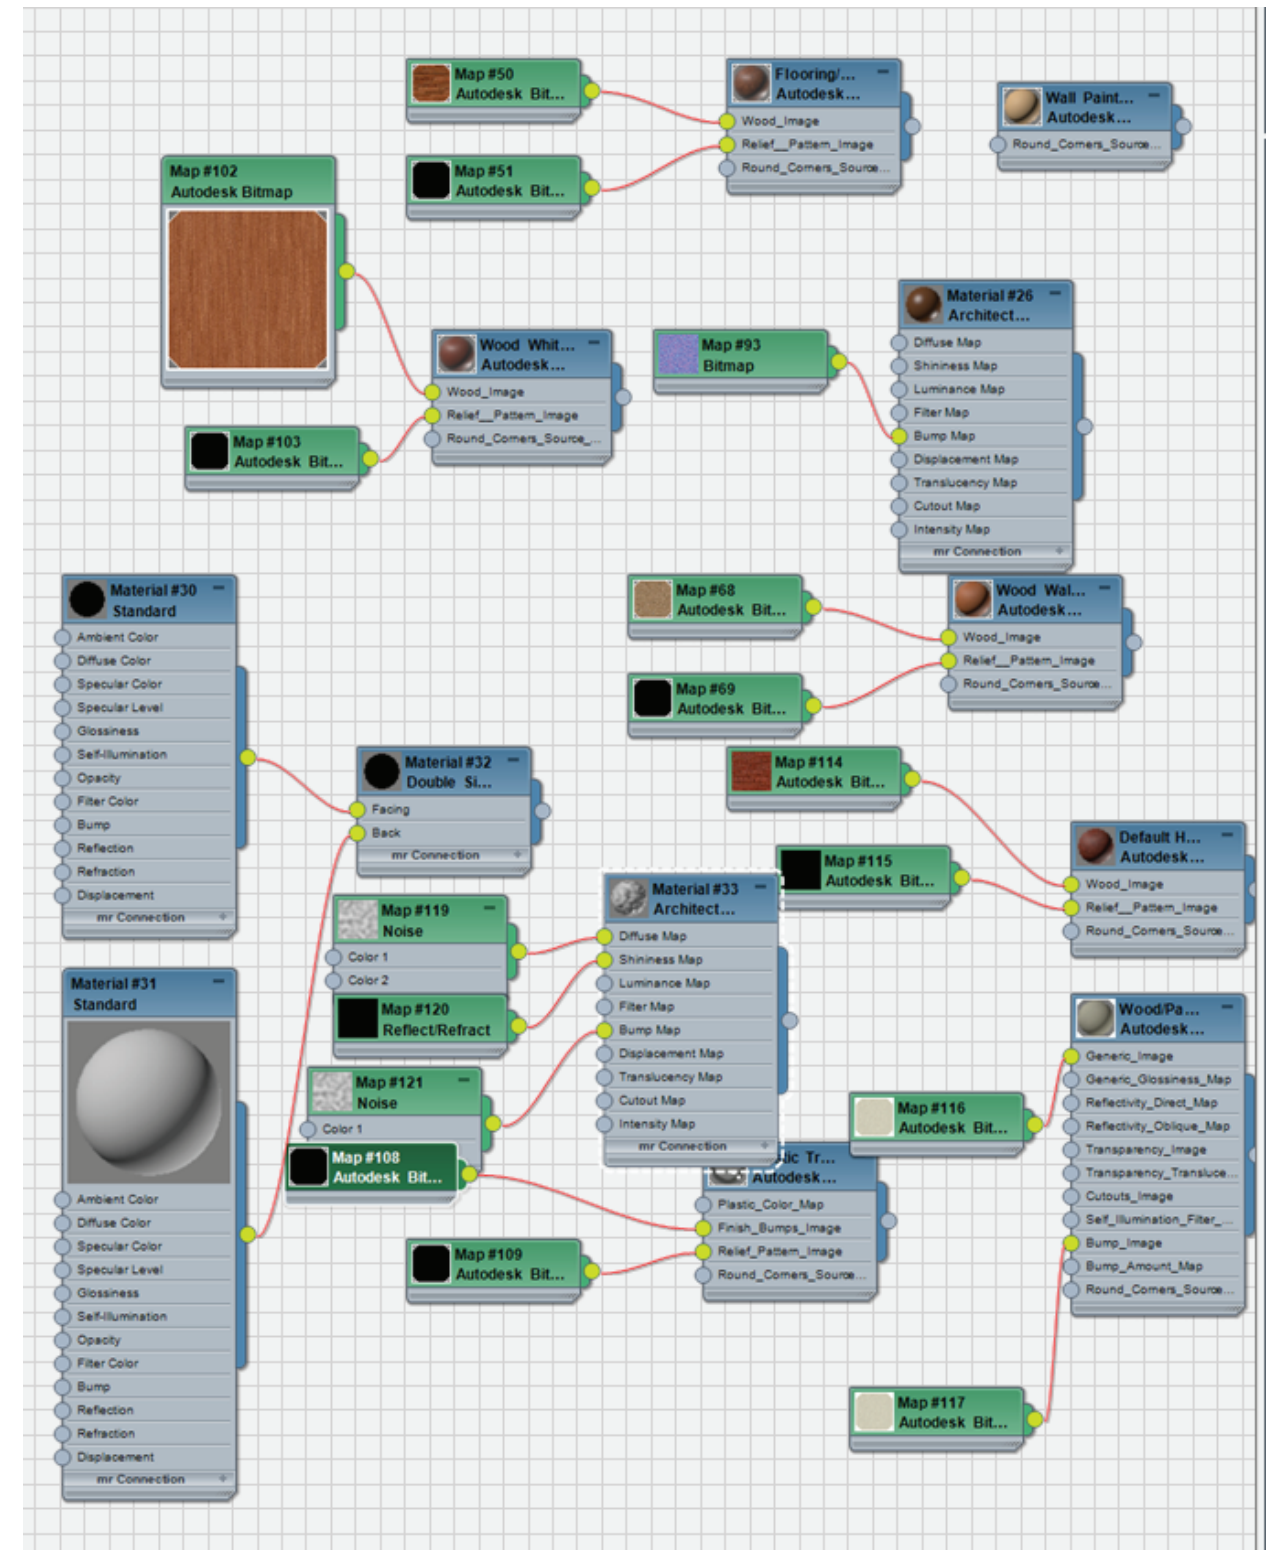 Map #50
Autodesk Bit...
Flooring/...
Autodesk...
Wood_Image
Relief__Pattern_Image
Round_Corners_Source...
Wall Paint...
Autodesk...
Round_Corners_Source...
Map #51
Autodesk Bit...
Map #102
Autodesk Bitmap
Wood Whit...
Autodesk...
Wood_Image
Relief__Pattern_Image
Round_Corners_Source_...
Map #103
Autodesk Bit...
Map #93
Bitmap
Material #26
Architect...
Diffuse Map
Shininess Map
Luminance Map
Filter Map
Bump Map
Displacement Map
Translucency Map
Cutout Map
Intensity Map
mr Connection
Material #30
Standard
Ambient Color
Diffuse Color
Specular Color
Specular Level
Glossiness
Self-Illumination
Opacity
Filter Color
Bump
Reflection
Refraction
Displacement
mr Connection
Map #68
Autodesk Bit...
Wood Wal...
Autodesk...
Wood_Image
Relief__Pattern_Image
Round_Corners_Source...
Map #69
Autodesk Bit...
Material #32
Double Si...
Facing
Back
mr Connection
Map #114
Autodesk Bit...
Map #115
Autodesk Bit...
Default H...
Autodesk...
Wood_Image
Relief__Pattern_Image
Round_Corners_Source...
Map #119
Noise
Color 1
Color 2
Map #120
Reflect/Refract
Map #121
Noise
Color 1
Material #33
Architect...
Diffuse Map
Shininess Map
Luminance Map
Filter Map
Bump Map
Displacement Map
Translucency Map
Cutout Map
Intensity Map
mr Connection
Material #31
Standard
Ambient Color
Diffuse Color
Specular Color
Specular Level
Glossiness
Self-Illumination
Opacity
Filter Color
Bump
Reflection
Refraction
Displacement
mr Connection
Map #108
Autodesk Bit...
Map #109
Autodesk Bit...
stic Tr...
Autodesk...
Plastic_Color_Map
Finish_Bumps_Image
Relief_Pattern_Image
Round_Corners_Source...
Map #116
Autodesk Bit...
Wood/Pa...
Autodesk...
Generic_Image
Generic_Glossiness_Map
Reflectivity_Direct_Map
Reflectivity_Oblique_Map
Transparency_Image
Transparency_Transluce...
Cutouts_Image
Self_Illumination_Filter_...
Bump_Image
Bump_Amount_Map
Round_Corners_Source...
Map #117
Autodesk Bit...